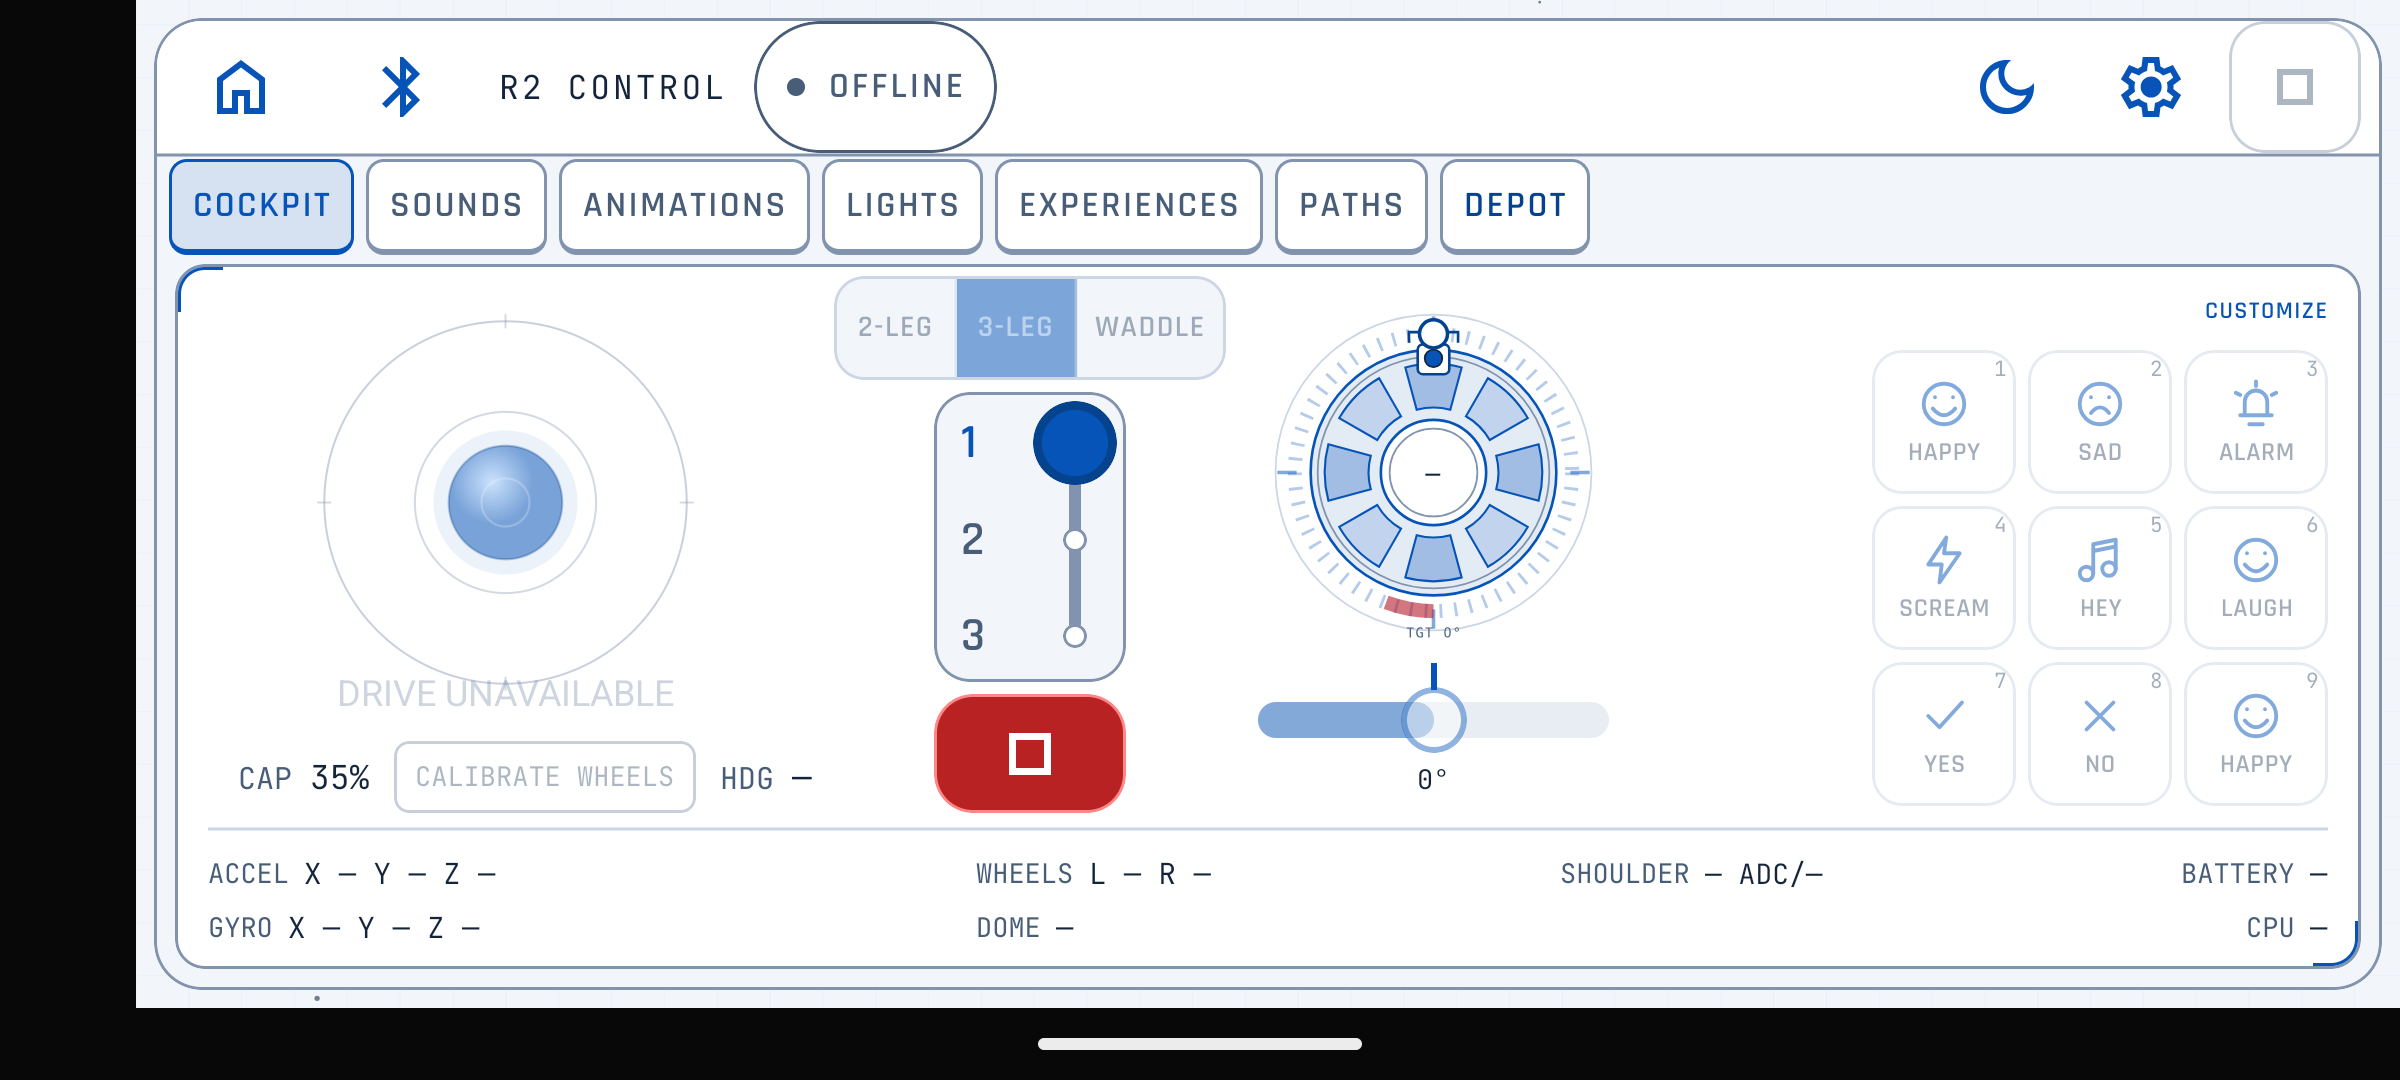 R2 CONTROL
OFFLINE
COCKPIT SOUNDS ANIMATIONS LIGHTS EXPERIENCES PATHS DEPOT
2-LEG 3-LEG WADDLE
CUSTOMIZE
1
2
3
DRIVE UNAVAILABLE
CAP 35% CALIBRATE WHEELS HDG —
—
TGT 0°
0°
1 HAPPY
2 SAD
3 ALARM
4 SCREAM
5 HEY
6 LAUGH
7 YES
8 NO
9 HAPPY
ACCEL X — Y — Z — WHEELS L — R — SHOULDER — ADC/— BATTERY —
GYRO X — Y — Z — DOME — CPU —